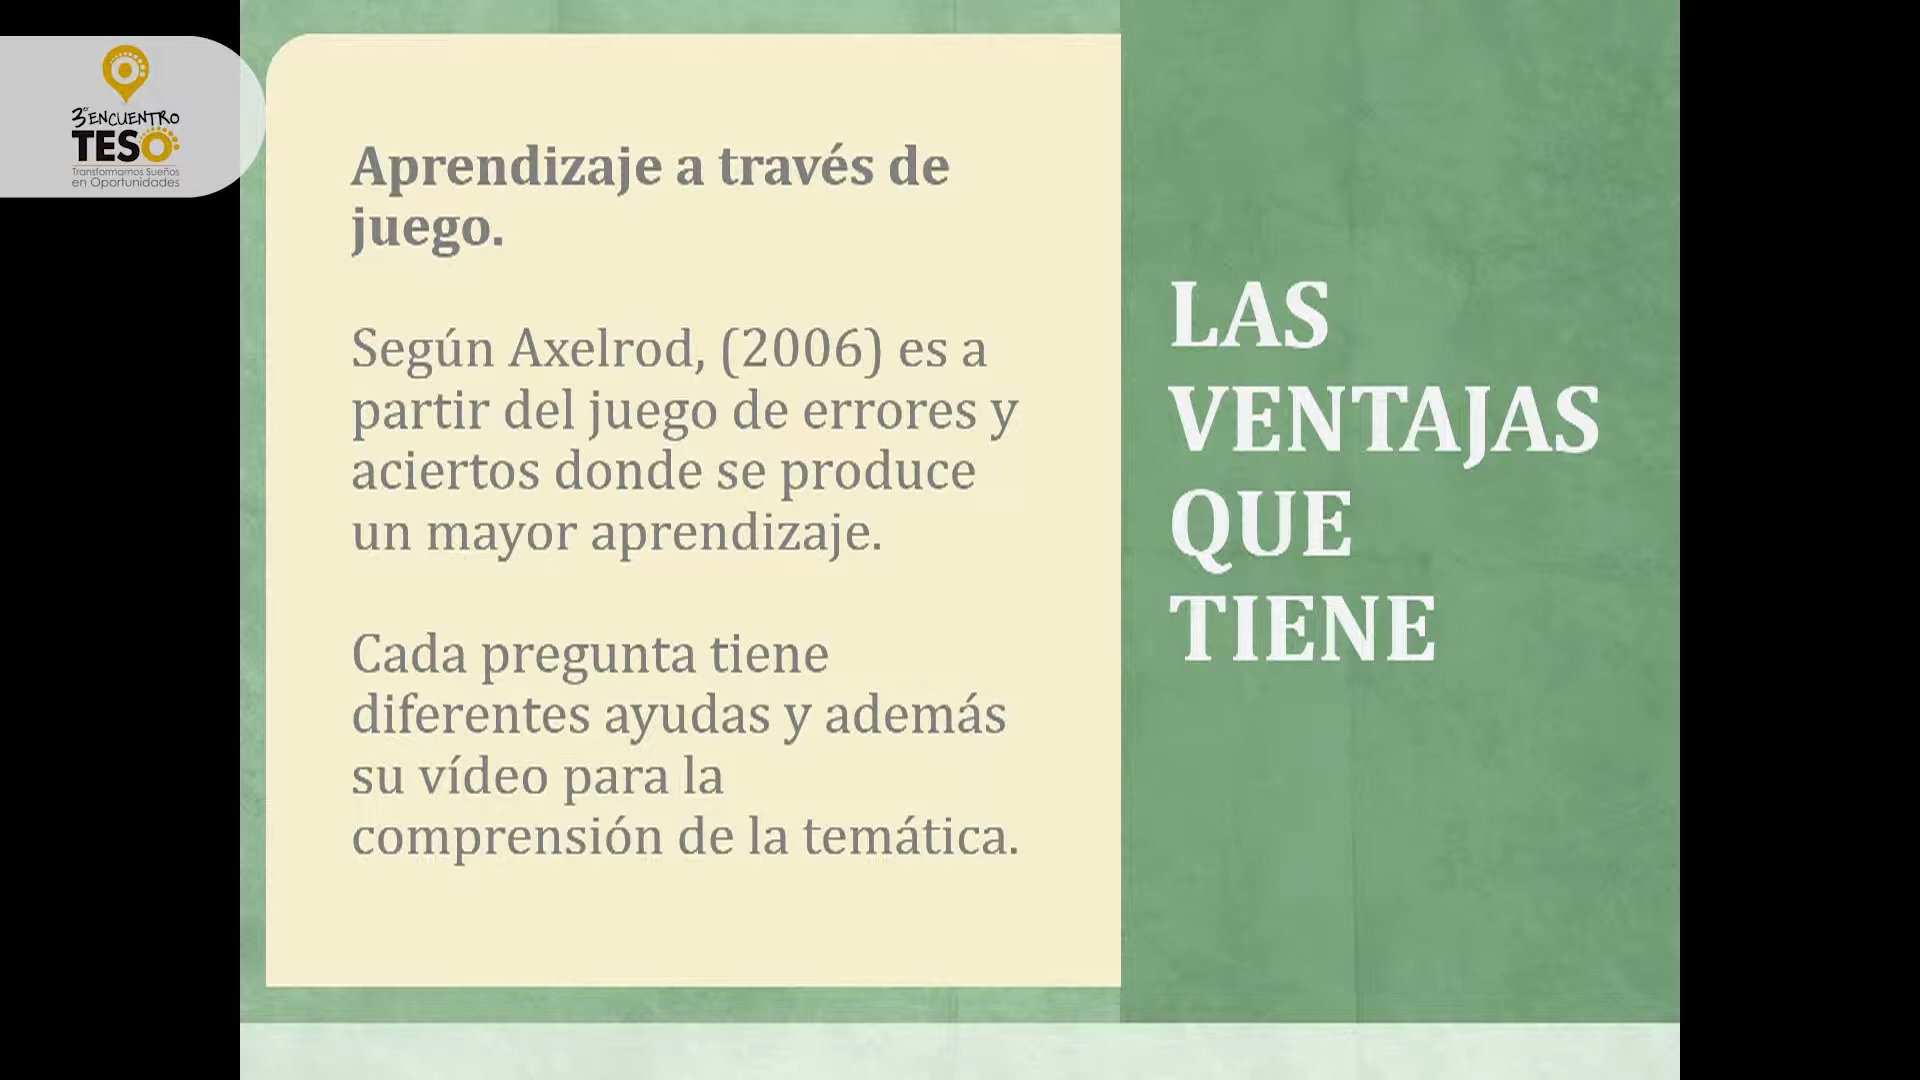 3er ENCUENTRO
TESO
Transformamos Sueños
en Oportunidades
Aprendizaje a través de
juego.
Según Axelrod, (2006) es a
partir del juego de errores y
aciertos donde se produce
un mayor aprendizaje.
Cada pregunta tiene
diferentes ayudas y además
su vídeo para la
comprensión de la temática.
LAS
VENTAJAS
QUE
TIENE